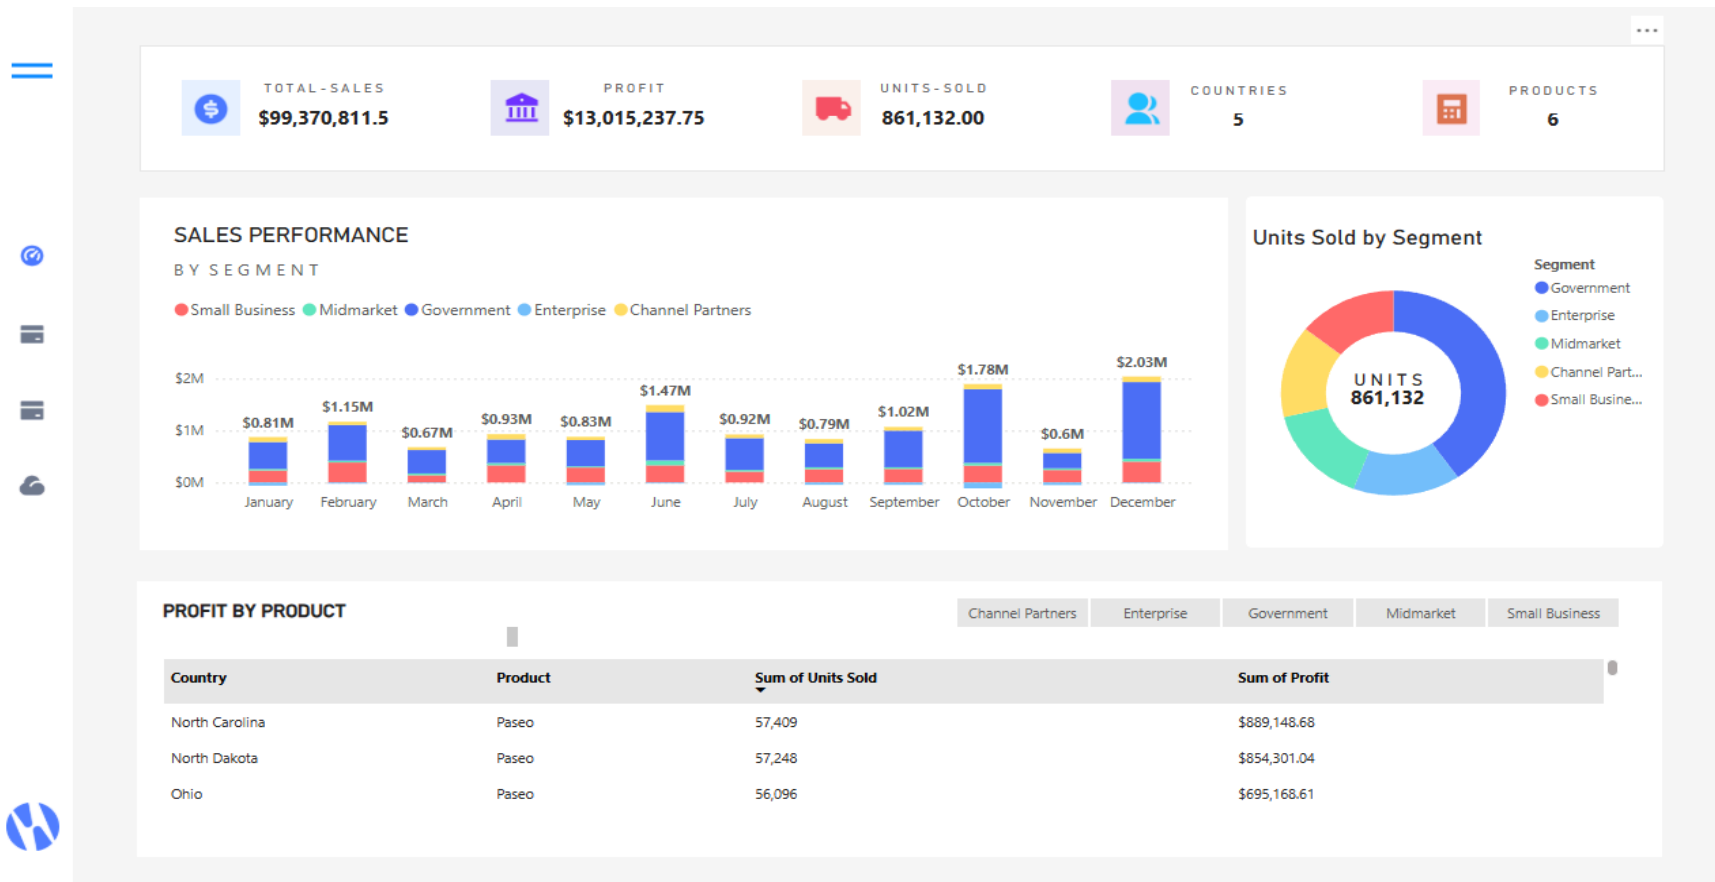 TOTAL-SALES
$99,370,811.5
PROFIT
$13,015,237.75
UNITS-SOLD
861,132.00
COUNTRIES
5
PRODUCTS
6
SALES PERFORMANCE
BY SEGMENT
Small Business Midmarket Government Enterprise Channel Partners
$2M
$1M
$0M
$0.81M
$1.15M
$0.67M
$0.93M
$0.83M
$1.47M
$0.92M
$0.79M
$1.02M
$1.78M
$0.6M
$2.03M
January February March April May June July August September October November December
Units Sold by Segment
Segment
Government
Enterprise
Midmarket
Channel Part...
Small Busine...
UNITS
861,132
PROFIT BY PRODUCT
Channel Partners Enterprise Government Midmarket Small Business
Country Product Sum of Units Sold Sum of Profit
North Carolina Paseo 57,409 $889,148.68
North Dakota Paseo 57,248 $854,301.04
Ohio Paseo 56,096 $695,168.61